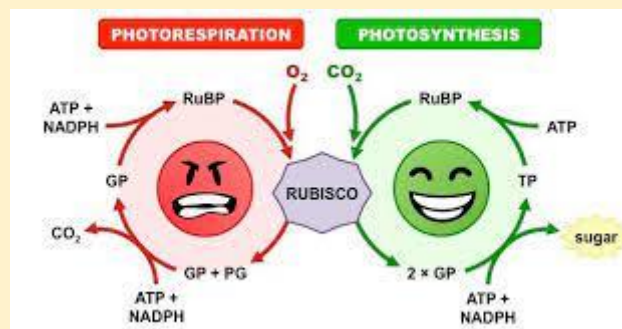 PHOTORESPIRATION
PHOTOSYNTHESIS
O₂ CO₂
ATP +
NADPH
RuBP
RuBP
ATP
GP
RUBISCO
TP
CO₂
sugar
GP + PG
2 × GP
ATP +
NADPH
ATP +
NADPH